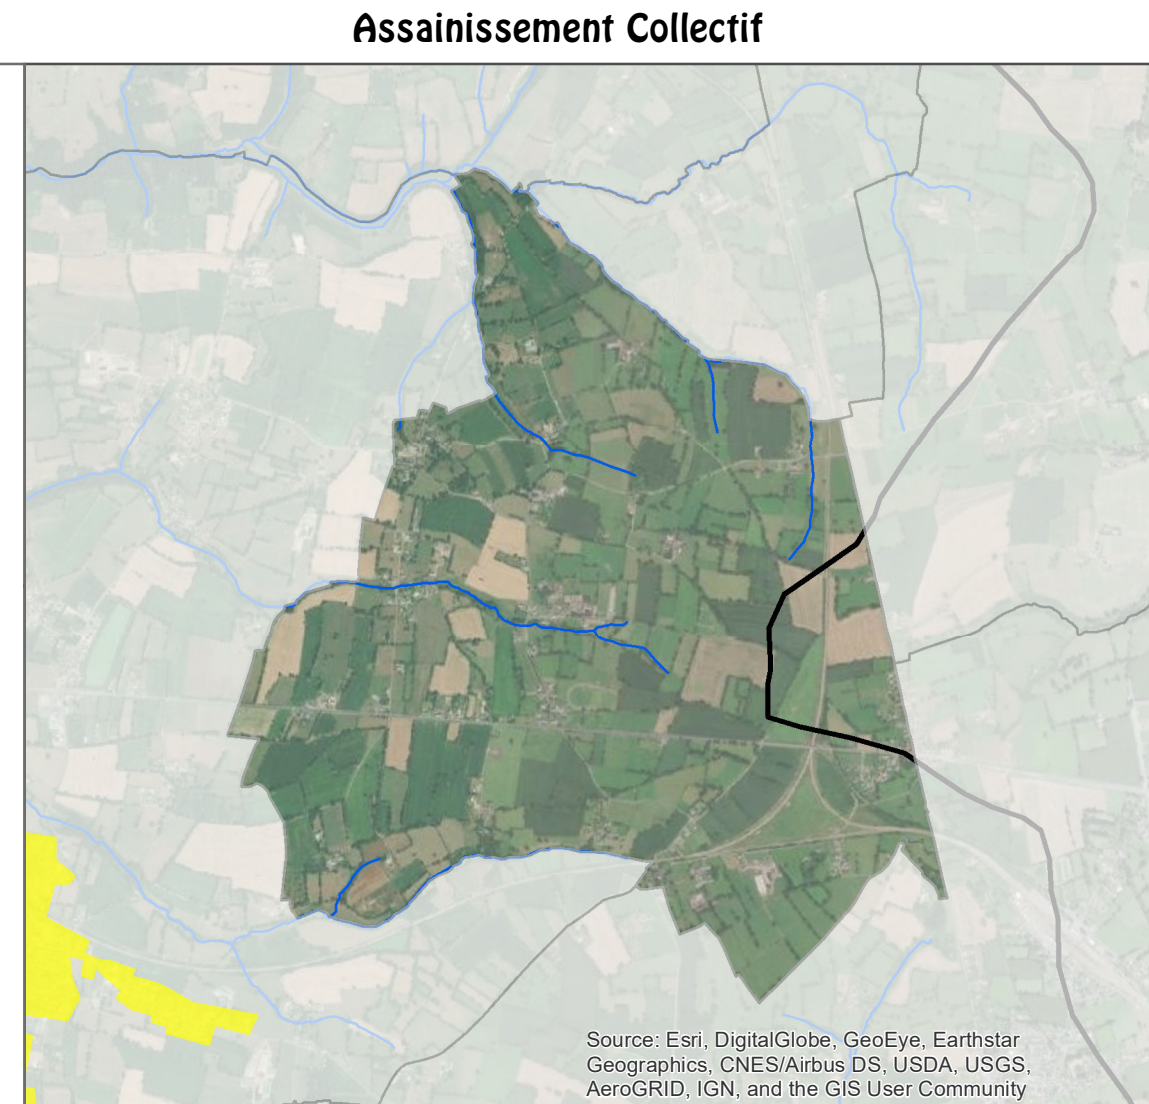 Assainissement Collectif
Source: Esri, DigitalGlobe, GeoEye, Earthstar
Geographics, CNES/Airbus DS, USDA, USGS,
AeroGRID, IGN, and the GIS User Community